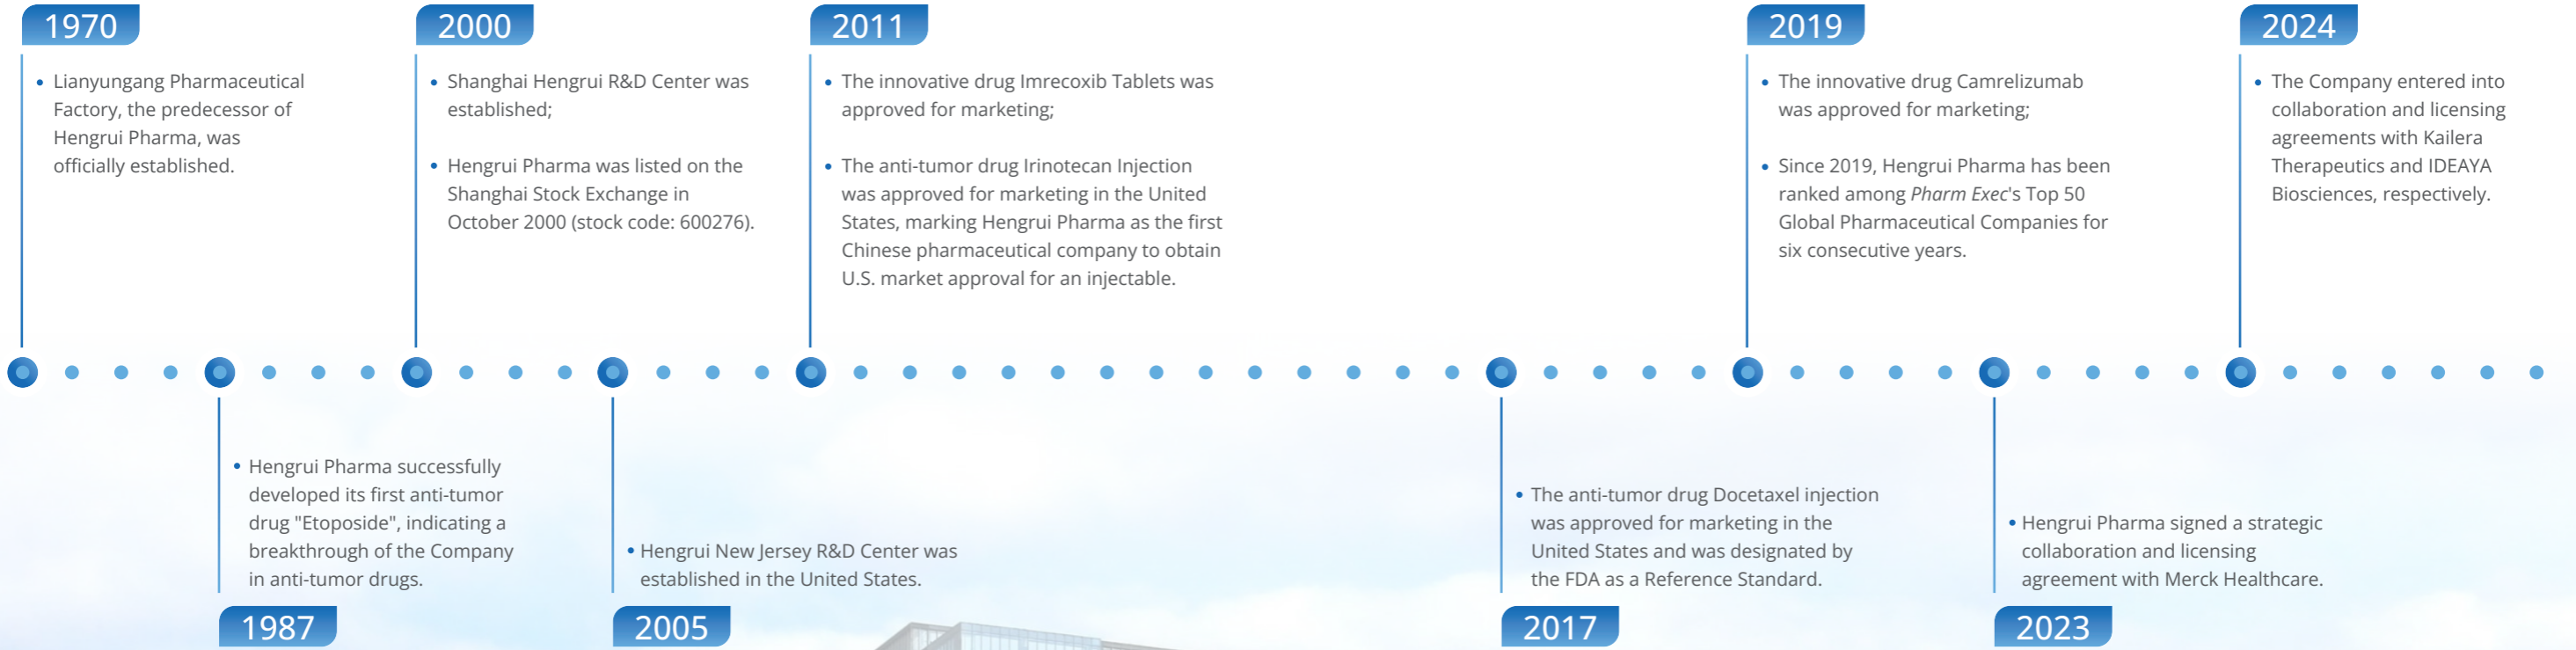 1970
Lianyungang Pharmaceutical
Factory, the predecessor of
Hengrui Pharma, was
officially established.
1987
Hengrui Pharma successfully
developed its first anti-tumor
drug "Etoposide", indicating a
breakthrough of the Company
in anti-tumor drugs.
2000
Shanghai Hengrui R&D Center was
established;
Hengrui Pharma was listed on the
Shanghai Stock Exchange in
October 2000 (stock code: 600276).
2005
Hengrui New Jersey R&D Center was
established in the United States.
2011
The innovative drug Imrecoxib Tablets was
approved for marketing;
The anti-tumor drug Irinotecan Injection
was approved for marketing in the United
States, marking Hengrui Pharma as the first
Chinese pharmaceutical company to obtain
U.S. market approval for an injectable.
2017
The anti-tumor drug Docetaxel injection
was approved for marketing in the
United States and was designated by
the FDA as a Reference Standard.
2019
The innovative drug Camrelizumab
was approved for marketing;
Since 2019, Hengrui Pharma has been
ranked among Pharm Exec's Top 50
Global Pharmaceutical Companies for
six consecutive years.
2023
Hengrui Pharma signed a strategic
collaboration and licensing
agreement with Merck Healthcare.
2024
The Company entered into
collaboration and licensing
agreements with Kailera
Therapeutics and IDEAYA
Biosciences, respectively.